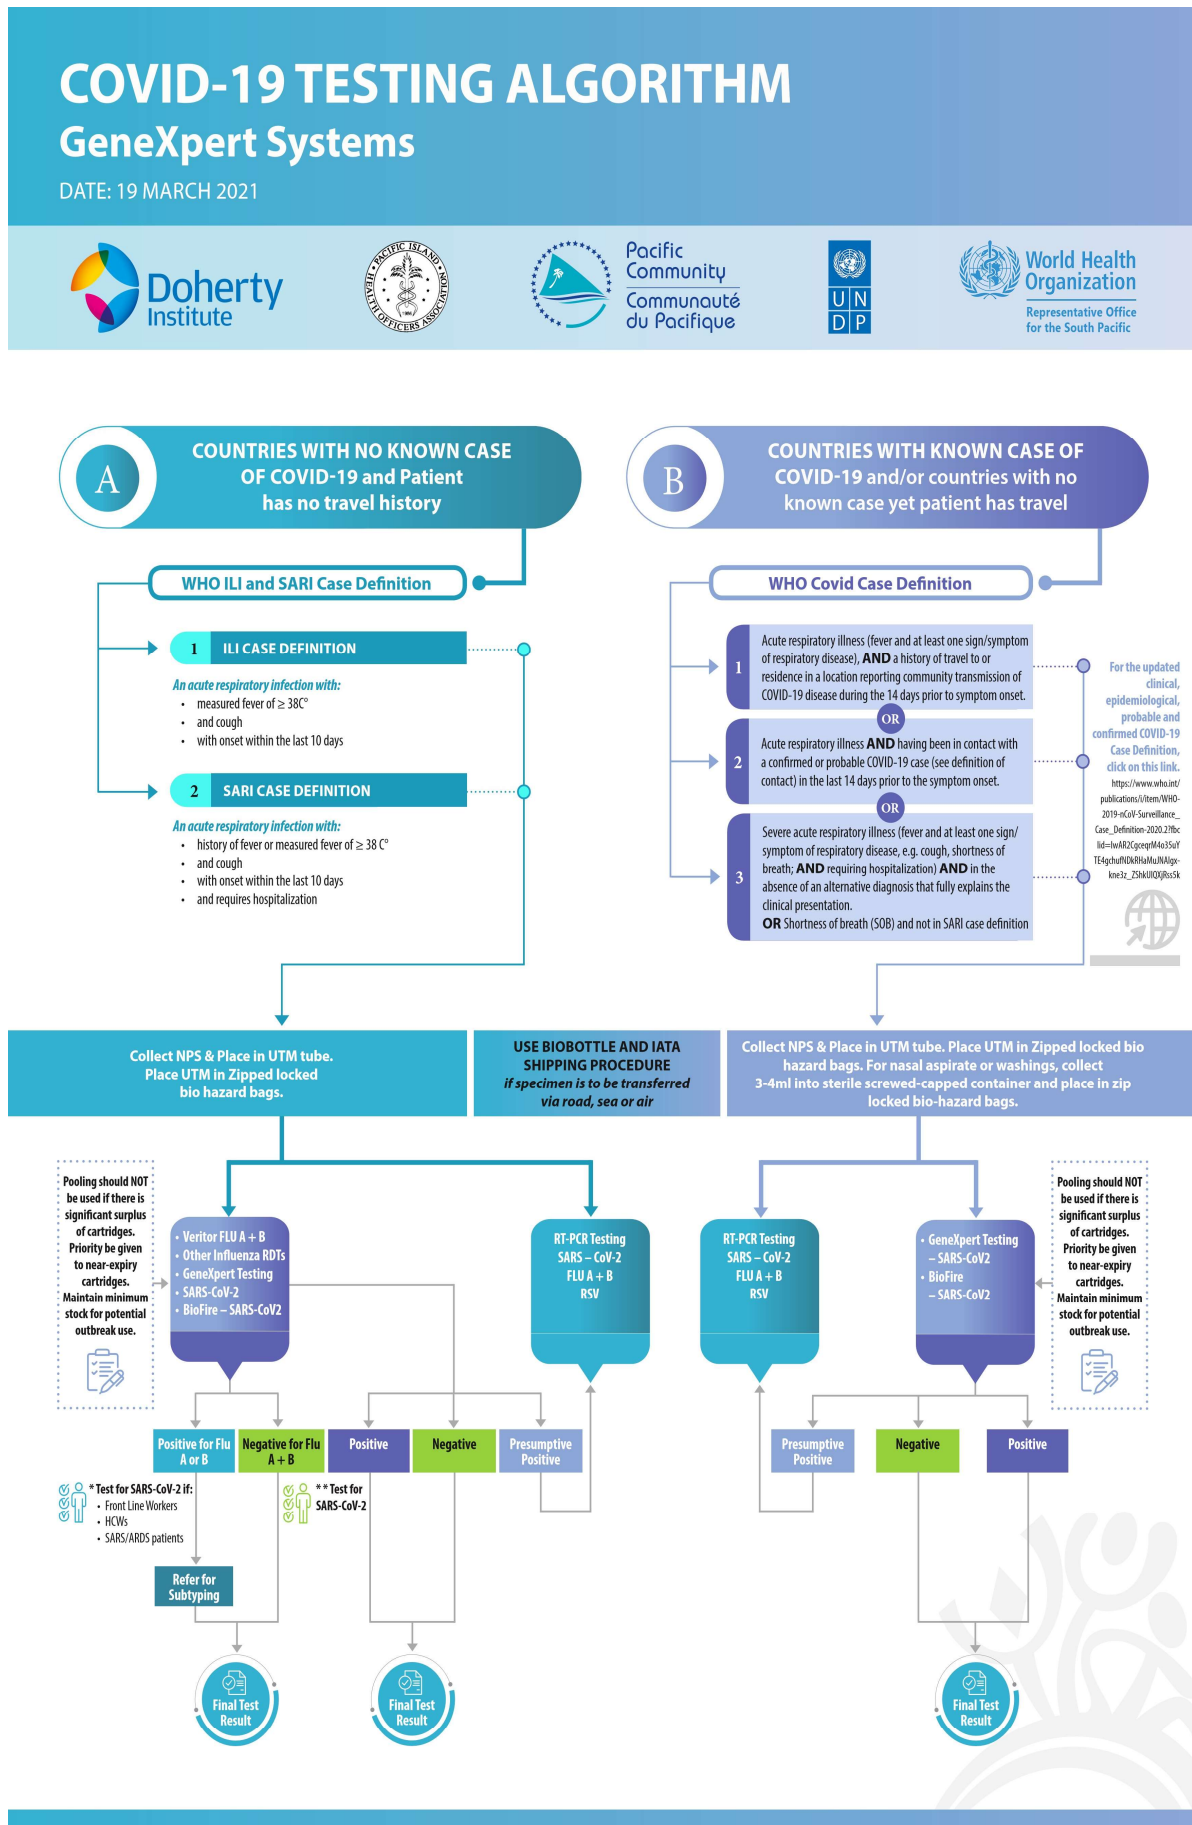 COVID-19 TESTING ALGORITHM
GeneXpert Systems
DATE: 19 MARCH 2021
Doherty
Institute
PACIFIC ISLAND
HEALTH OFFICERS ASSOCIATION
Pacific
Community
Communauté
du Pacifique
U N
D P
World Health
Organization
Representative Office
for the South Pacific
A
COUNTRIES WITH NO KNOWN CASE
OF COVID-19 and Patient
has no travel history
WHO ILI and SARI Case Definition
1 ILI CASE DEFINITION
An acute respiratory infection with:
• measured fever of ≥ 38C°
• and cough
• with onset within the last 10 days
2 SARI CASE DEFINITION
An acute respiratory infection with:
• history of fever or measured fever of ≥ 38 C°
• and cough
• with onset within the last 10 days
• and requires hospitalization
B
COUNTRIES WITH KNOWN CASE OF
COVID-19 and/or countries with no
known case yet patient has travel
WHO Covid Case Definition
1
Acute respiratory illness (fever and at least one sign/symptom
of respiratory disease), AND a history of travel to or
residence in a location reporting community transmission of
COVID-19 disease during the 14 days prior to symptom onset.
OR
2
Acute respiratory illness AND having been in contact with
a confirmed or probable COVID-19 case (see definition of
contact) in the last 14 days prior to the symptom onset.
OR
3
Severe acute respiratory illness (fever and at least one sign/
symptom of respiratory disease, e.g. cough, shortness of
breath; AND requiring hospitalization) AND in the
absence of an alternative diagnosis that fully explains the
clinical presentation.
OR Shortness of breath (SOB) and not in SARI case definition
For the updated
clinical,
epidemiological,
probable and
confirmed COVID-19
Case Definition,
click on this link.
https://www.who.int/
publications/i/item/WHO-
2019-nCoV-Surveillance_
Case_Definition-2020.2?fbc
Collect NPS & Place in UTM tube.
Place UTM in Zipped locked
bio hazard bags.
USE BIOBOTTLE AND IATA
SHIPPING PROCEDURE
if specimen is to be transferred
via road, sea or air
Collect NPS & Place in UTM tube. Place UTM in Zipped locked bio
hazard bags. For nasal aspirate or washings, collect
3-4ml into sterile screwed-capped container and place in zip
locked bio-hazard bags.
Pooling should NOT
be used if there is
significant surplus
of cartridges.
Priority be given
to near-expiry
cartridges.
Maintain minimum
stock for potential
outbreak use.
• Veritor FLU A + B
• Other Influenza RDTs
• GeneXpert Testing
• SARS-CoV-2
• BioFire – SARS-CoV2
RT-PCR Testing
SARS – CoV-2
FLU A + B
RSV
RT-PCR Testing
SARS – CoV-2
FLU A + B
RSV
• GeneXpert Testing
– SARS-CoV2
• BioFire
– SARS-CoV2
Pooling should NOT
be used if there is
significant surplus
of cartridges.
Priority be given
to near-expiry
cartridges.
Maintain minimum
stock for potential
outbreak use.
Positive for Flu
A or B
Negative for Flu
A + B
Positive
Negative
Presumptive
Positive
Presumptive
Positive
Negative
Positive
* Test for SARS-CoV-2 if:
• Front Line Workers
• HCWs
• SARS/ARDS patients
* * Test for
SARS-CoV-2
Refer for
Subtyping
Final Test
Result
Final Test
Result
Final Test
Result